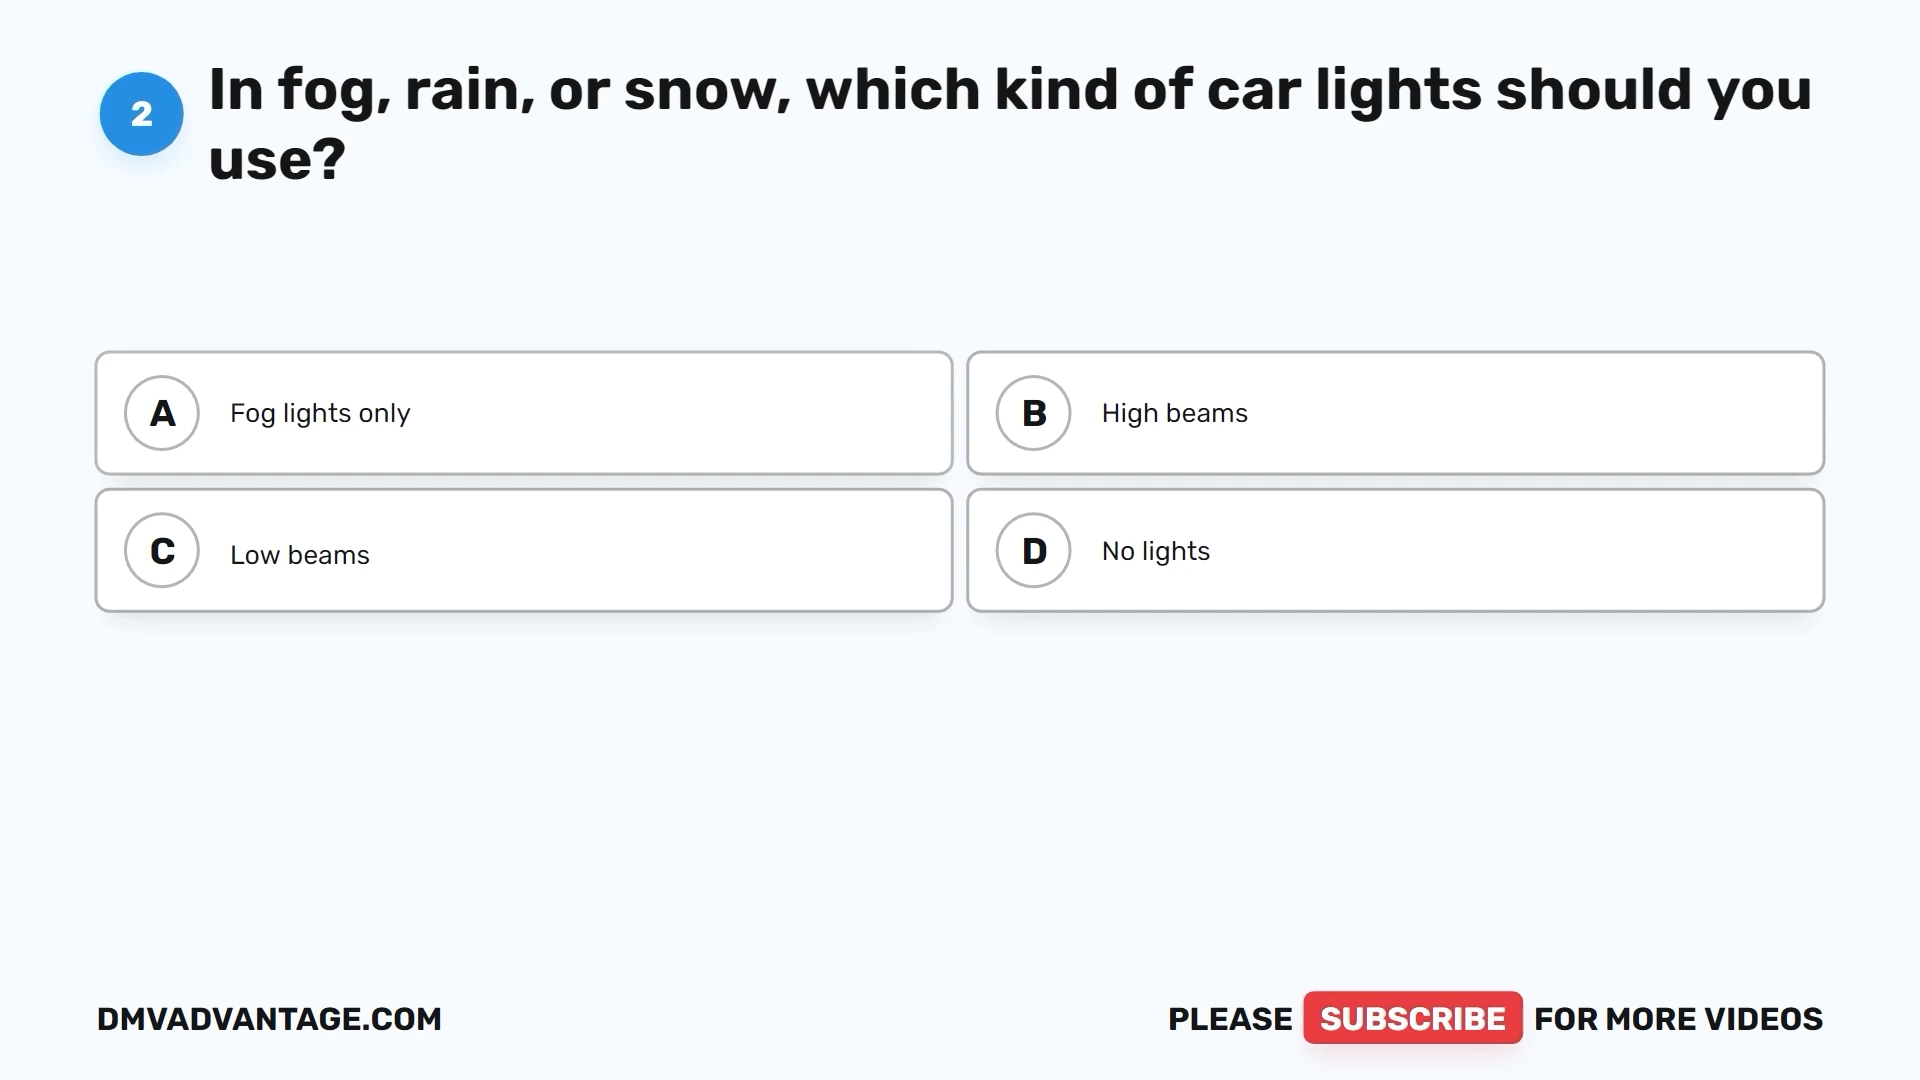 2
In fog, rain, or snow, which kind of car lights should you
use?
A Fog lights only
B High beams
C Low beams
D No lights
DMVADVANTAGE.COM
PLEASE SUBSCRIBE FOR MORE VIDEOS